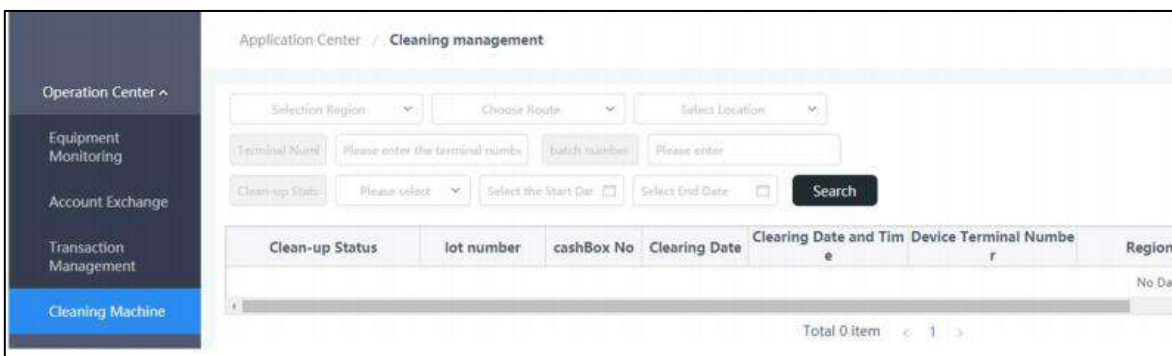 Application Center / Cleaning management
Operation Center
Selection Region
Choose Route
Select Location
Equipment
Monitoring
Terminal Numl
Please enter the terminal numbe
batch number
Please enter
Account Exchange
Clean-up Statu
Please select
Select the Start Dat
Select End Date
Search
Transaction
Management
Clean-up Status
lot number
cashBox No
Clearing Date
Clearing Date and Tim
e
Device Terminal Numbe
r
Region
No Da
Cleaning Machine
Total 0 item < 1 >